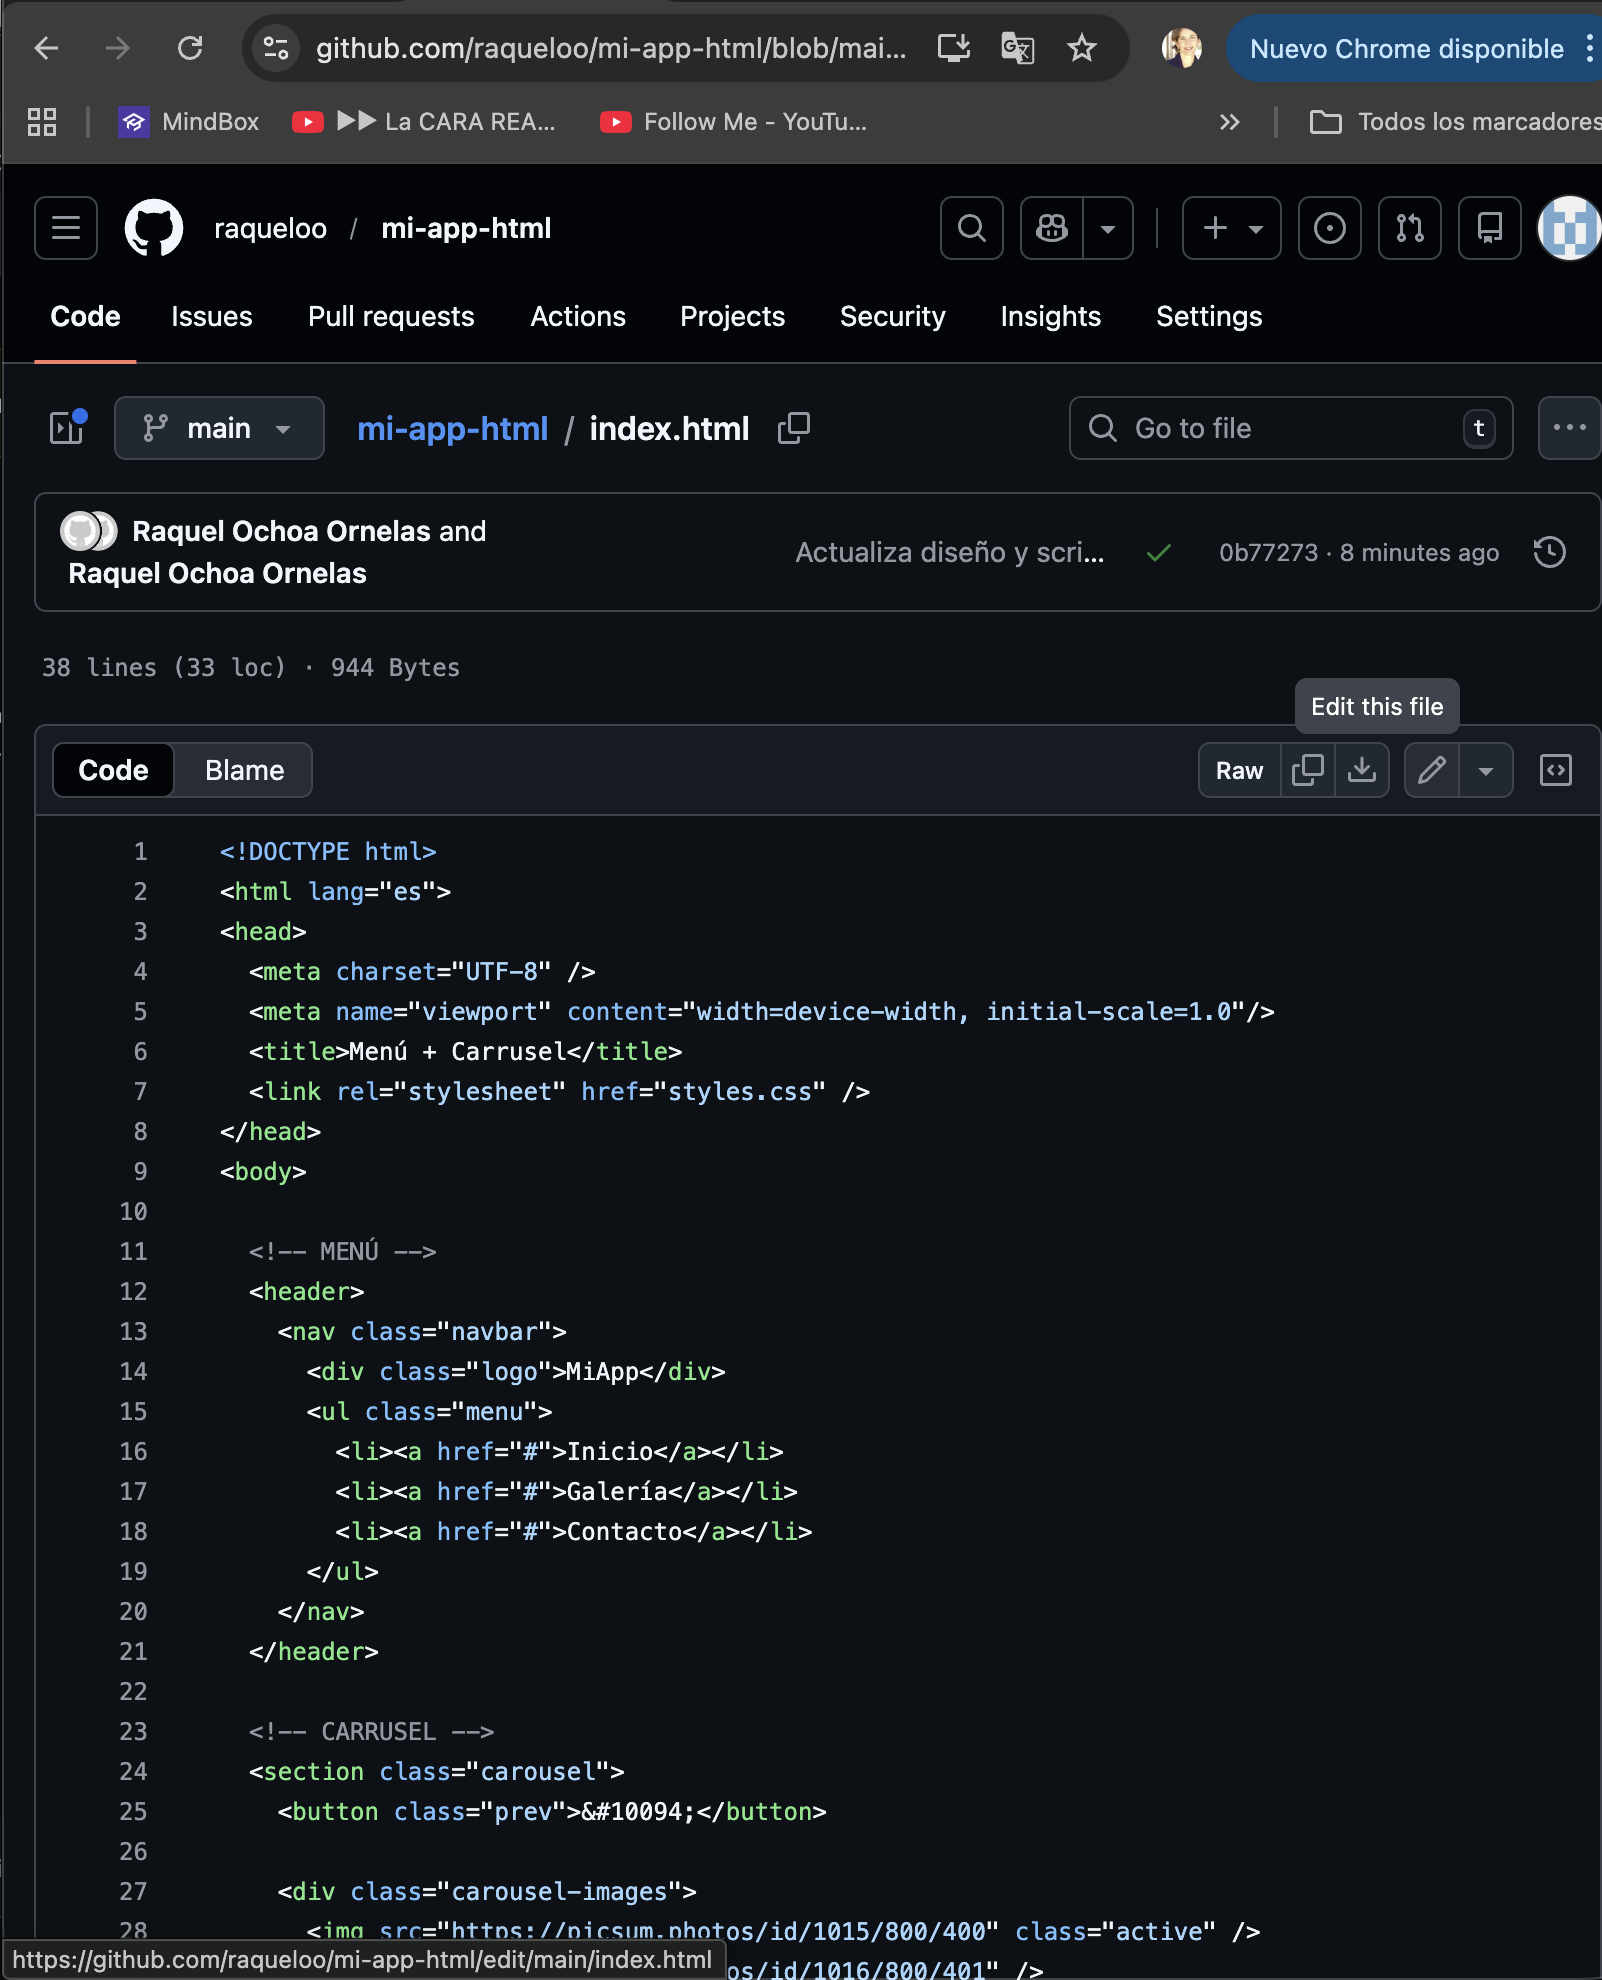 github.com/raqueloo/mi-app-html/blob/mai...
Nuevo Chrome disponible
MindBox
▶▶ La CARA REA...
Follow Me - YouTu...
»
Todos los marcadores
raqueloo / mi-app-html
Code
Issues
Pull requests
Actions
Projects
Security
Insights
Settings
main
mi-app-html / index.html
Go to file
t
Raquel Ochoa Ornelas and
Raquel Ochoa Ornelas
Actualiza diseño y scri...
0b77273 · 8 minutes ago
38 lines (33 loc) · 944 Bytes
Edit this file
Code
Blame
Raw
1 <!DOCTYPE html>
2 <html lang="es">
3 <head>
4 <meta charset="UTF-8" />
5 <meta name="viewport" content="width=device-width, initial-scale=1.0"/>
6 <title>Menú + Carrusel</title>
7 <link rel="stylesheet" href="styles.css" />
8 </head>
9 <body>
10
11 <!-- MENÚ -->
12 <header>
13 <nav class="navbar">
14 <div class="logo">MiApp</div>
15 <ul class="menu">
16 <li><a href="#">Inicio</a></li>
17 <li><a href="#">Galería</a></li>
18 <li><a href="#">Contacto</a></li>
19 </ul>
20 </nav>
21 </header>
22
23 <!-- CARRUSEL -->
24 <section class="carousel">
25 <button class="prev">&#10094;</button>
26
27 <div class="carousel-images">
28 <img src="https://picsum.photos/id/1015/800/400" class="active" />
os/id/1016/800/401" />
https://github.com/raqueloo/mi-app-html/edit/main/index.html